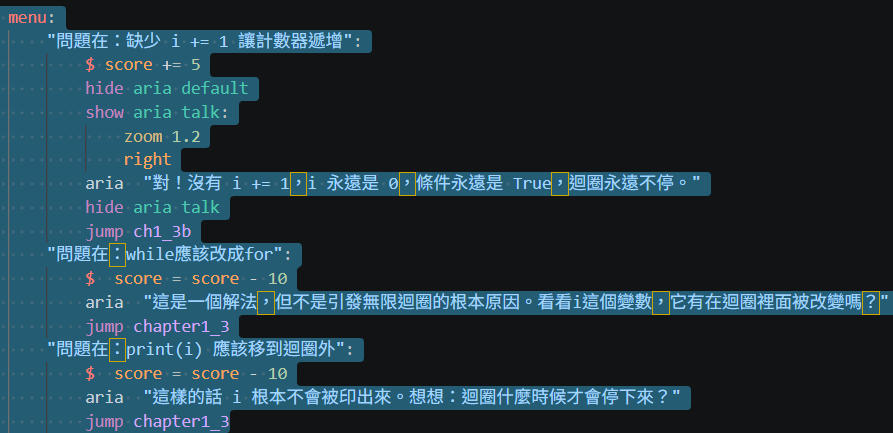 menu:
"問題在：缺少 i += 1 讓計數器遞增":
$ score += 5
hide aria default
show aria talk:
zoom 1.2
right
aria "對！沒有 i += 1，i 永遠是 0，條件永遠是 True，迴圈永遠不停。"
hide aria talk
jump ch1_3b
"問題在：while應該改成for":
$ score = score - 10
aria "這是一個解法，但不是引發無限迴圈的根本原因。看看i這個變數，它有在迴圈裡面被改變嗎？"
jump chapter1_3
"問題在：print(i) 應該移到迴圈外":
$ score = score - 10
aria "這樣的話 i 根本不會被印出來。想想：迴圈什麼時候才會停下來？"
jump chapter1_3